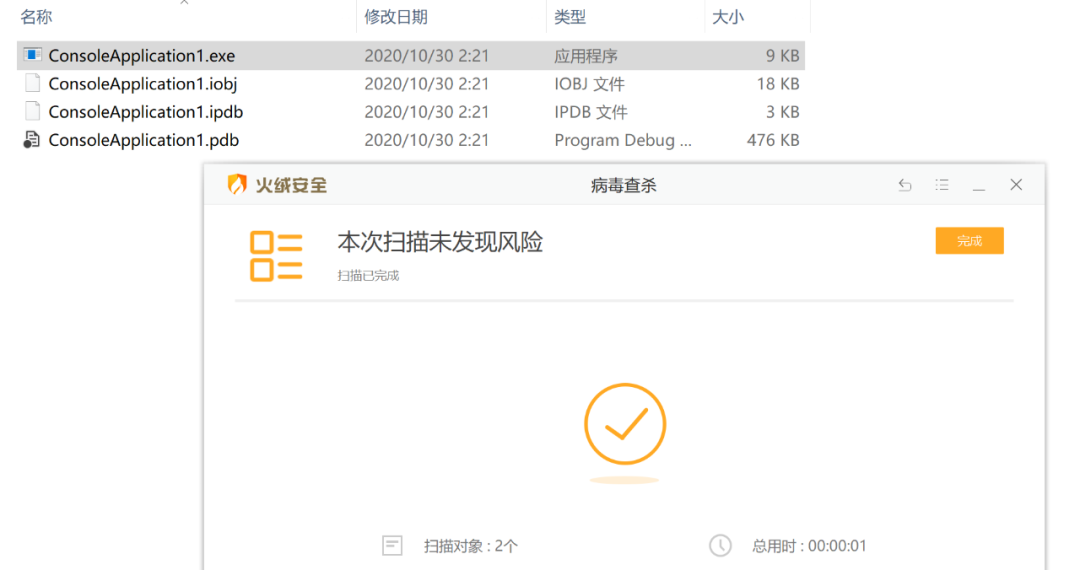 名称 修改日期 类型 大小
ConsoleApplication1.exe 2020/10/30 2:21 应用程序 9 KB
ConsoleApplication1.iobj 2020/10/30 2:21 IOBJ 文件 18 KB
ConsoleApplication1.ipdb 2020/10/30 2:21 IPDB 文件 3 KB
ConsoleApplication1.pdb 2020/10/30 2:21 Program Debug ... 476 KB
火绒安全 病毒查杀
本次扫描未发现风险 完成
扫描已完成
扫描对象 : 2个 总用时 : 00:00:01